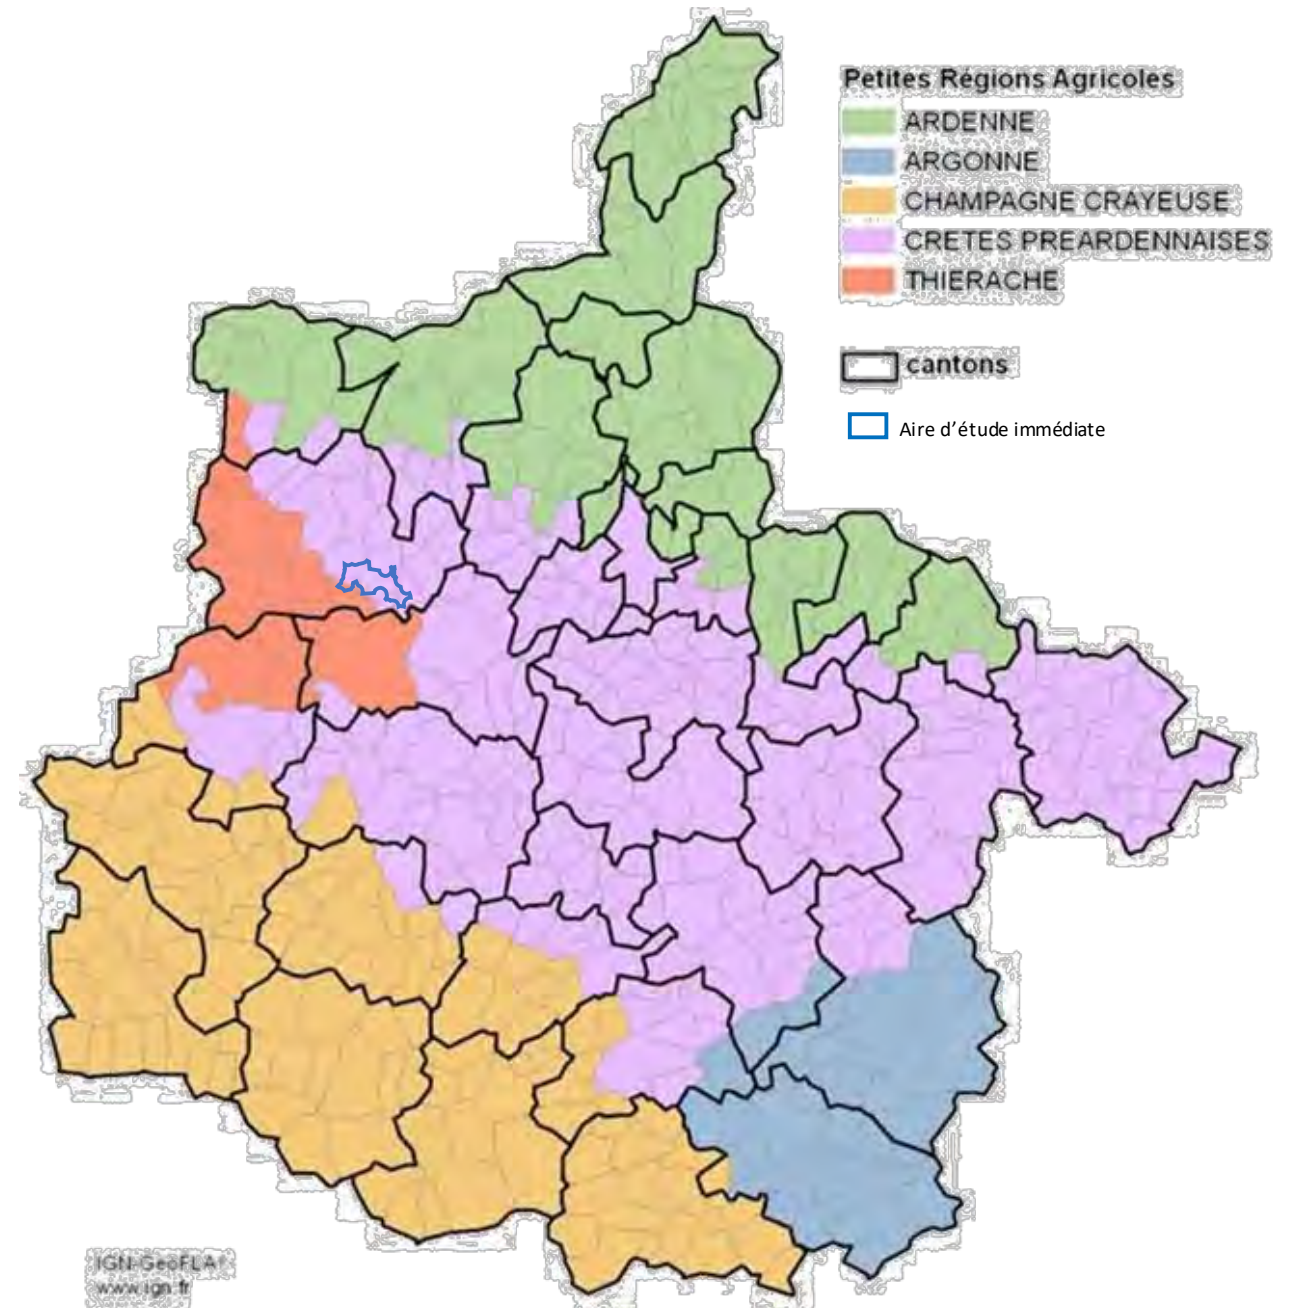 Petites Régions Agricoles
ARDENNE
ARGONNE
CHAMPAGNE CRAYEUSE
CRETES PREARDENNAISES
THIERACHE
cantons
Aire d'étude immédiate
IGN-GeoFLA®
www.ign.fr